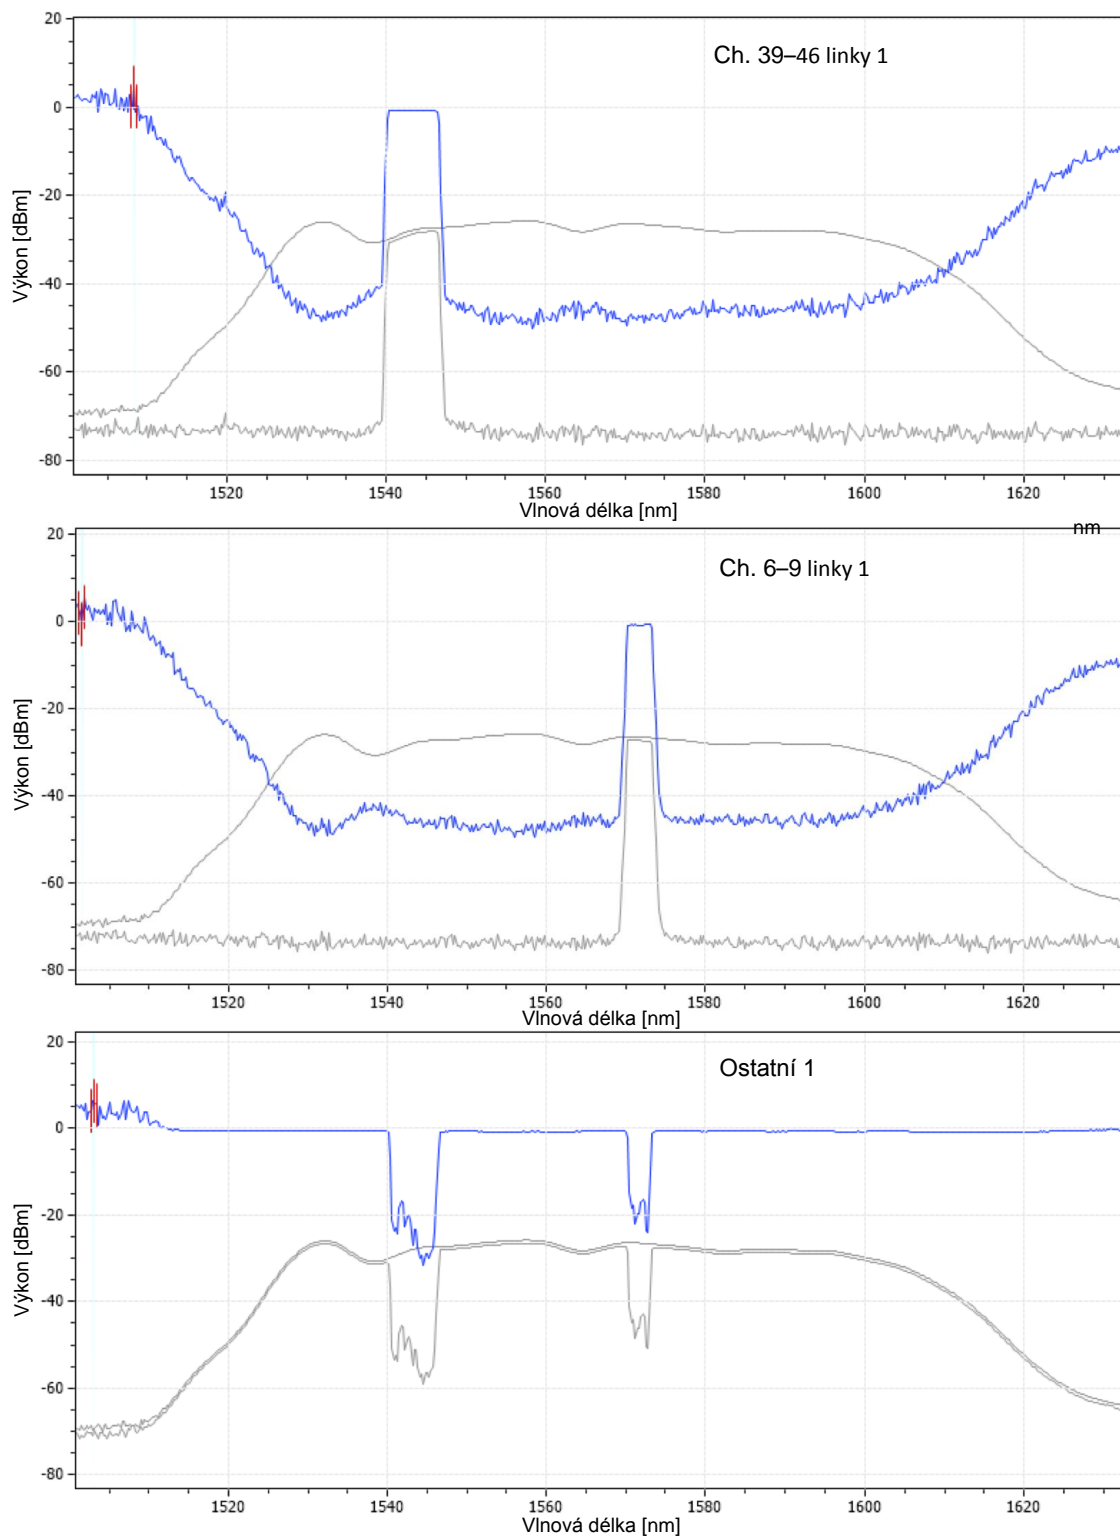 20
Ch. 39–46 linky 1
0
-20
-40
-60
-80
Výkon [dBm]
1520 1540 1560 1580 1600 1620
Vlnová délka [nm]
nm
20
Ch. 6–9 linky 1
0
-20
-40
-60
-80
Výkon [dBm]
1520 1540 1560 1580 1600 1620
Vlnová délka [nm]
20
Ostatní 1
0
-20
-40
-60
-80
Výkon [dBm]
1520 1540 1560 1580 1600 1620
Vlnová délka [nm]